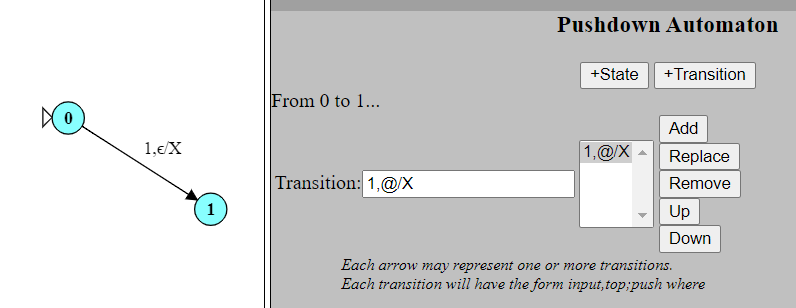 Pushdown Automaton
+State +Transition
From 0 to 1...
0
1,ϵ/X
1
Transition: 1,@/X
1,@/X
Add
Replace
Remove
Up
Down
Each arrow may represent one or more transitions.
Each transition will have the form input,top;push where